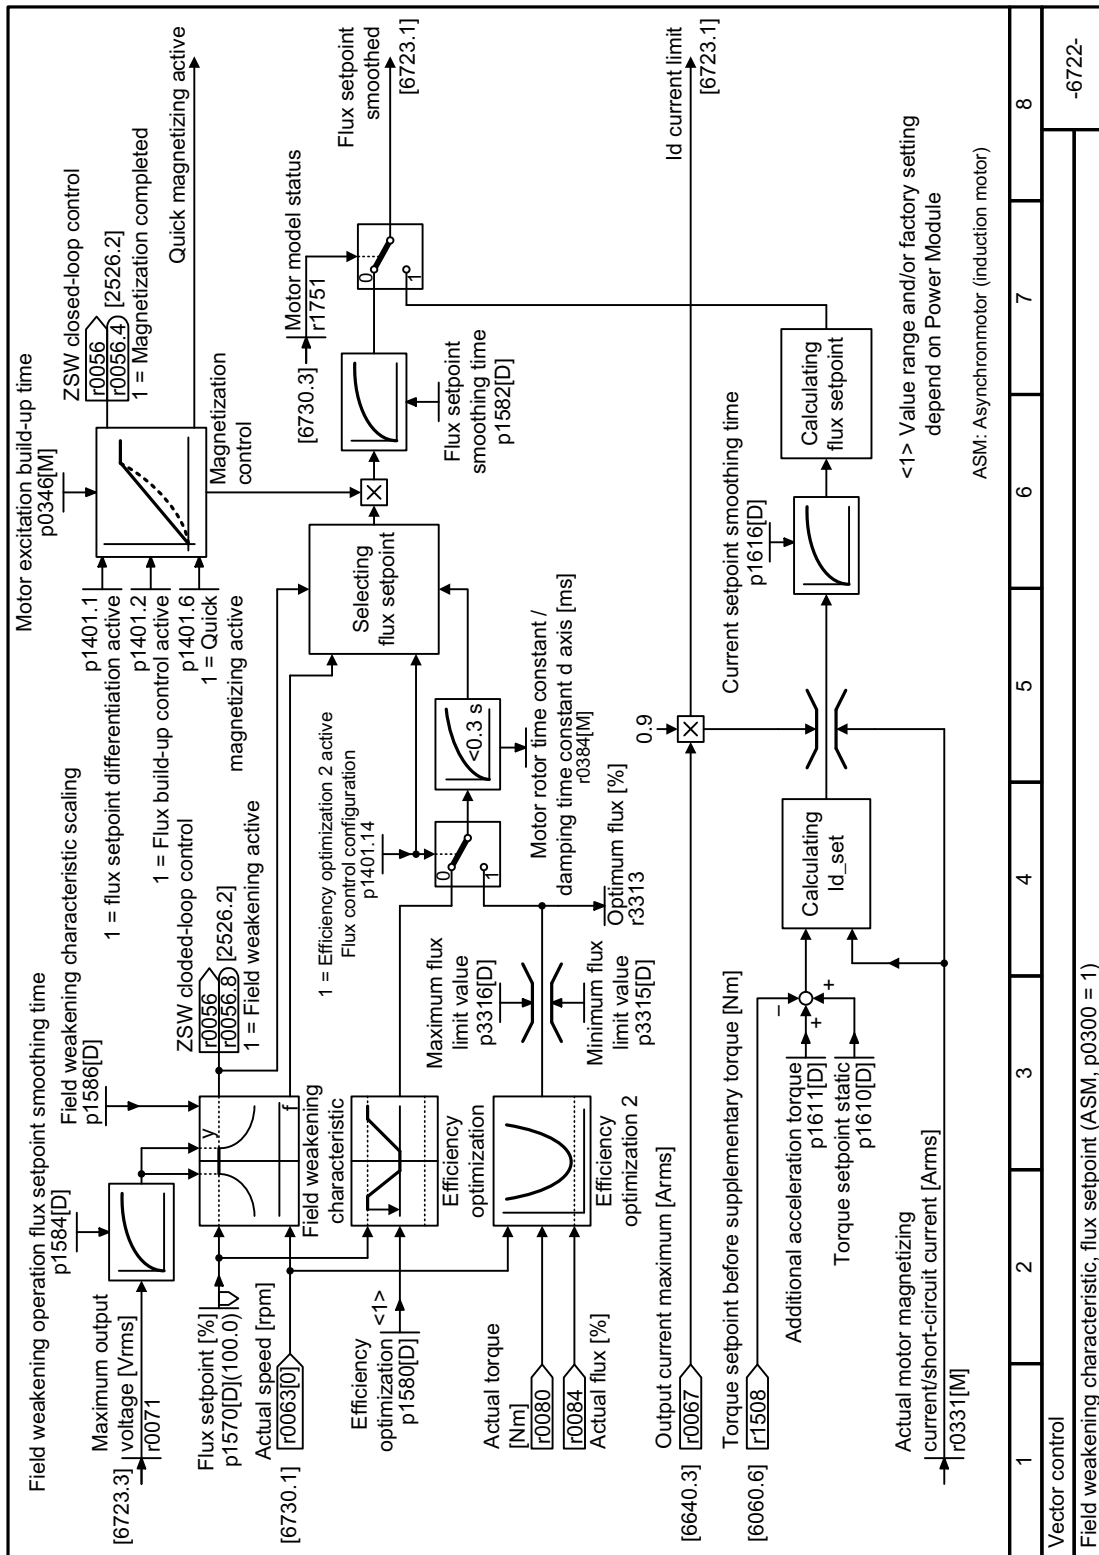 Field weakening operation flux setpoint smoothing time
p1584[D]
Field weakening characteristic scaling
p1586[D]
Motor excitation build-up time
p0346[M]
[6723.3]
Maximum output
voltage [Vrms]
r0071
ZSW cloded-loop control
r0056
r0056.8
[2526.2]
1 = Field weakening active
p1401.1
1 = flux setpoint differentiation active
p1401.2
1 = Flux build-up control active
p1401.6
1 = Quick
magnetizing active
ZSW closed-loop control
r0056
r0056.4
[2526.2]
1 = Magnetization completed
Quick magnetizing active
Magnetization
control
Flux setpoint [%]
p1570[D](100.0)
Actual speed [rpm]
[6730.1]
r0063[0]
y
f
Field weakening
characteristic
Efficiency
optimization
p1580[D]
<1>
Efficiency
optimization
Actual torque
[Nm]
r0080
r0084
Actual flux [%]
Efficiency
optimization 2
1 = Efficiency optimization 2 active
Flux control configuration
p1401.14
0
1
Maximum flux
limit value
p3316[D]
Minimum flux
limit value
p3315[D]
Optimum flux [%]
r3313
<0.3 s
Motor rotor time constant /
damping time constant d axis [ms]
r0384[M]
Selecting
flux setpoint
X
[6730.3]
Motor model status
r1751
Flux setpoint
smoothing time
p1582[D]
0
1
Flux setpoint
smoothed
[6723.1]
[6640.3]
Output current maximum [Arms]
r0067
0.9
X
Id current limit
[6723.1]
[6060.6]
Torque setpoint before supplementary torque [Nm]
r1508
–
+
+
Additional acceleration torque
p1611[D]
Torque setpoint static
p1610[D]
Calculating
Id_set
Current setpoint smoothing time
p1616[D]
Calculating
flux setpoint
Actual motor magnetizing
current/short-circuit current [Arms]
r0331[M]
<1> Value range and/or factory setting
depend on Power Module
ASM: Asynchronmotor (induction motor)
1
2
3
4
5
6
7
8
Vector control
-6722-
Field weakening characteristic, flux setpoint (ASM, p0300 = 1)